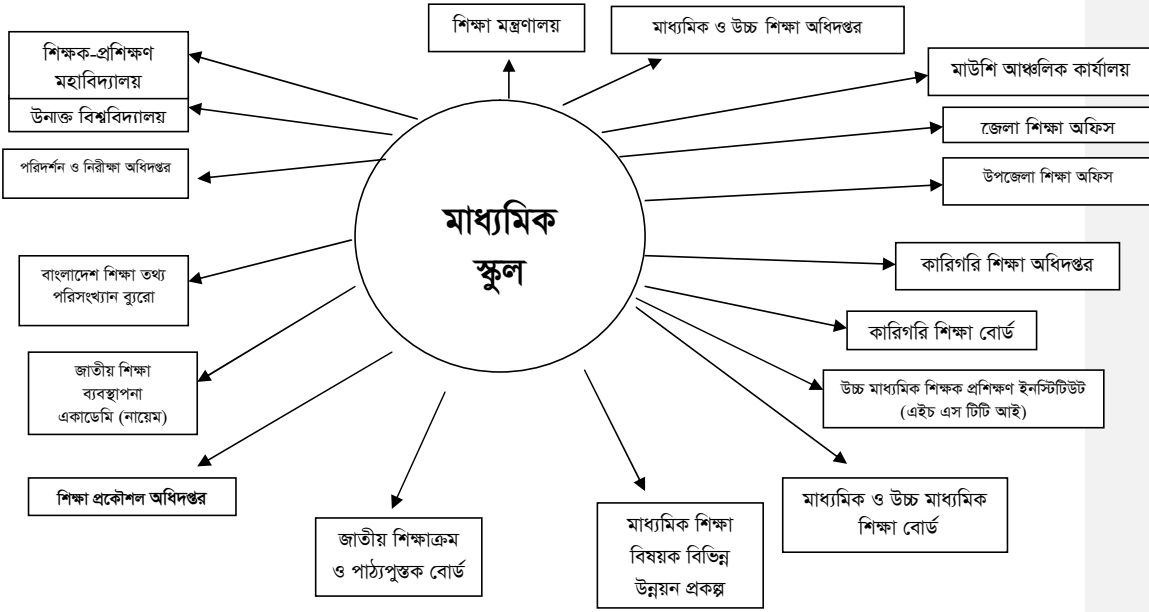 শিক্ষা মন্ত্রণালয়
মাধ্যমিক ও উচ্চ শিক্ষা অধিদপ্তর
শিক্ষক-প্রশিক্ষণ
মহাবিদ্যালয়
উনাক্ত বিশ্ববিদ্যালয়
পরিদর্শন ও নিরীক্ষা অধিদপ্তর
মাউশি আঞ্চলিক কার্যালয়
জেলা শিক্ষা অফিস
উপজেলা শিক্ষা অফিস
মাধ্যমিক
স্কুল
বাংলাদেশ শিক্ষা তথ্য
পরিসংখ্যান ব্যুরো
কারিগরি শিক্ষা অধিদপ্তর
কারিগরি শিক্ষা বোর্ড
জাতীয় শিক্ষা
ব্যবস্থাপনা
একাডেমি (নায়েম)
উচ্চ মাধ্যমিক শিক্ষক প্রশিক্ষণ ইনস্টিটিউট
(এইচ এস টিটি আই)
শিক্ষা প্রকৌশল অধিদপ্তর
জাতীয় শিক্ষাক্রম
ও পাঠ্যপুস্তক বোর্ড
মাধ্যমিক শিক্ষা
বিষয়ক বিভিন্ন
উন্নয়ন প্রকল্প
মাধ্যমিক ও উচ্চ মাধ্যমিক
শিক্ষা বোর্ড